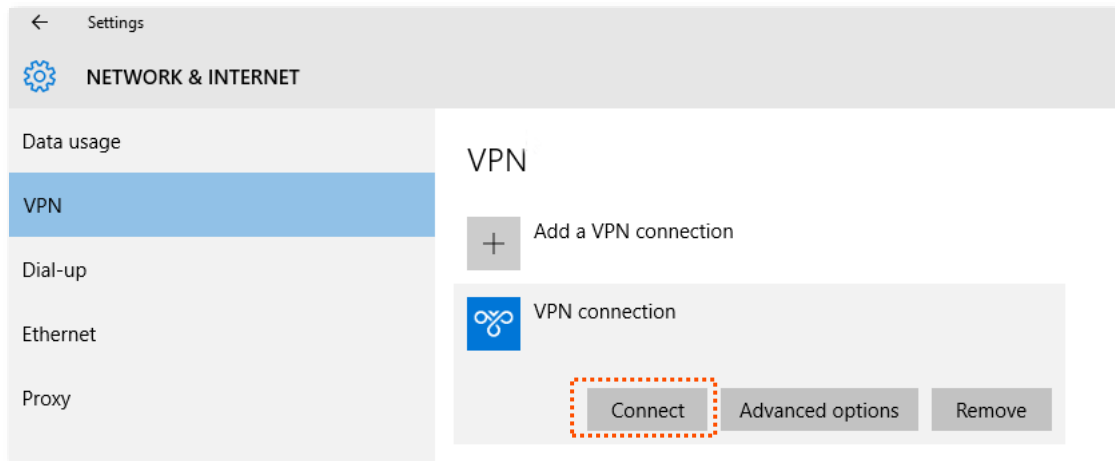 Settings
NETWORK & INTERNET
Data usage
VPN
Dial-up
Ethernet
Proxy
VPN
Add a VPN connection
VPN connection
Connect Advanced options Remove